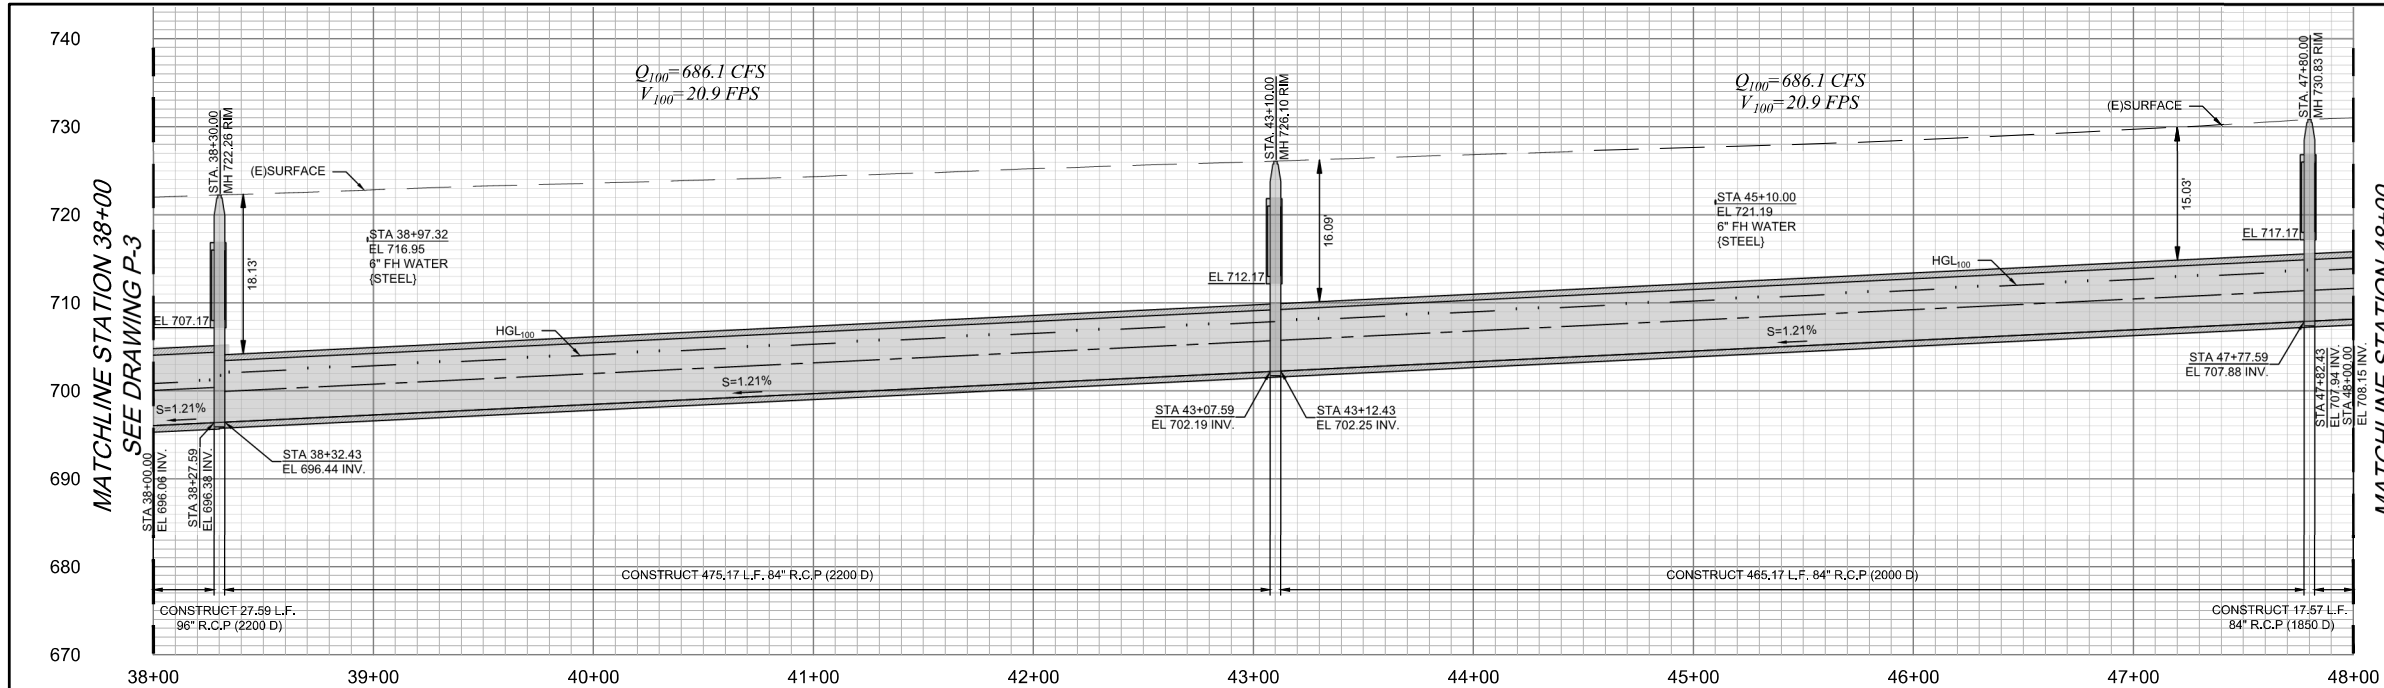 740
730
720
710
700
690
680
670
MATCHLINE STATION 38+00
SEE DRAWING P-3
STA. 38+30.00
MH 722.26 RIM
(E)SURFACE
18.13'
STA 38+97.32
EL 716.95
6" FH WATER
{STEEL}
EL 707.17
HGL100
S=1.21%
S=1.21%
STA 38+00.00
EL 696.06 INV.
STA 38+27.59
EL 696.38 INV.
STA 38+32.43
EL 696.44 INV.
Q100=686.1 CFS
V100=20.9 FPS
STA. 43+10.00
MH 726.10 RIM
16.09'
EL 712.17
STA 43+07.59
EL 702.19 INV.
STA 43+12.43
EL 702.25 INV.
Q100=686.1 CFS
V100=20.9 FPS
STA 45+10.00
EL 721.19
6" FH WATER
{STEEL}
HGL100
S=1.21%
(E)SURFACE
15.03'
STA. 47+80.00
MH 730.83 RIM
EL 717.17
STA 47+77.59
EL 707.88 INV.
STA 47+82.43
EL 707.94 INV.
STA 48+00.00
EL 708.15 INV.
MATCHLINE STATION 48+00
CONSTRUCT 27.59 L.F.
96" R.C.P (2200 D)
CONSTRUCT 475.17 L.F. 84" R.C.P (2200 D)
CONSTRUCT 465.17 L.F. 84" R.C.P (2000 D)
CONSTRUCT 17.57 L.F.
84" R.C.P (1850 D)
38+00
39+00
40+00
41+00
42+00
43+00
44+00
45+00
46+00
47+00
48+00